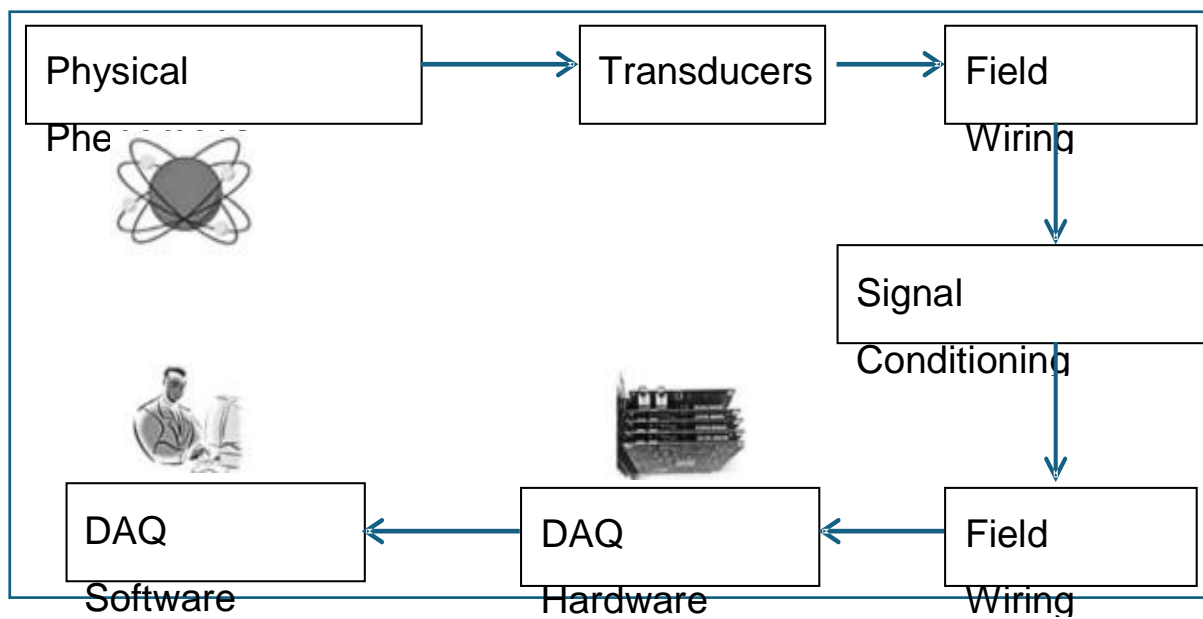 Physical
Transducers
Field
Wiring
Signal
Conditioning
DAQ
Software
DAQ
Hardware
Field
Wiring